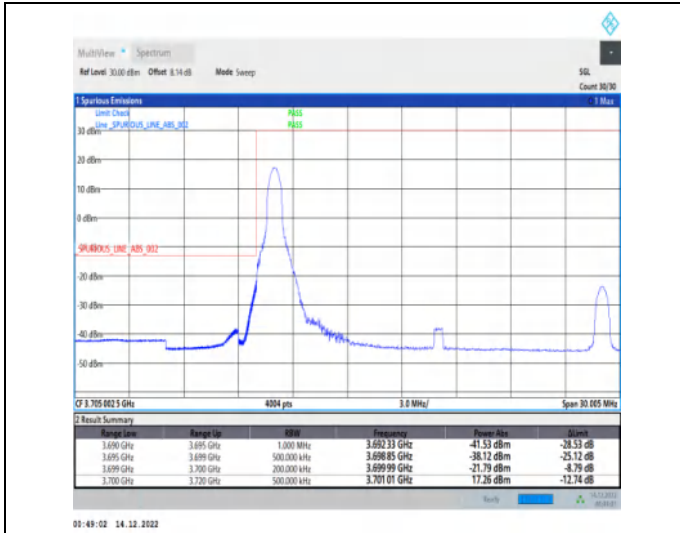 MultiView Spectrum
Ref Level 30.00 dBm Offset 8.14 dB Mode Sweep SGL
Count 30/30
1 Spurious Emissions 1 Max
Limit Check PASS
Line _SPURIOUS_LINE_ABS_002 PASS
30 dBm
20 dBm
10 dBm
0 dBm
_SPURIOUS_LINE_ABS_002
-20 dBm
-30 dBm
-40 dBm
-50 dBm
CF 3.705 002 5 GHz 4004 pts 3.0 MHz/ Span 30.005 MHz
2 Result Summary
Range Low Range Up RBW Frequency Power Abs ΔLimit
3.690 GHz 3.695 GHz 1.000 MHz 3.692 33 GHz -41.53 dBm -28.53 dB
3.695 GHz 3.699 GHz 500.000 kHz 3.698 85 GHz -38.12 dBm -25.12 dB
3.699 GHz 3.700 GHz 200.000 kHz 3.699 99 GHz -21.79 dBm -8.79 dB
3.700 GHz 3.720 GHz 500.000 kHz 3.701 01 GHz 17.26 dBm -12.74 dB
Ready 14.12.2022
00:49:02 14.12.2022